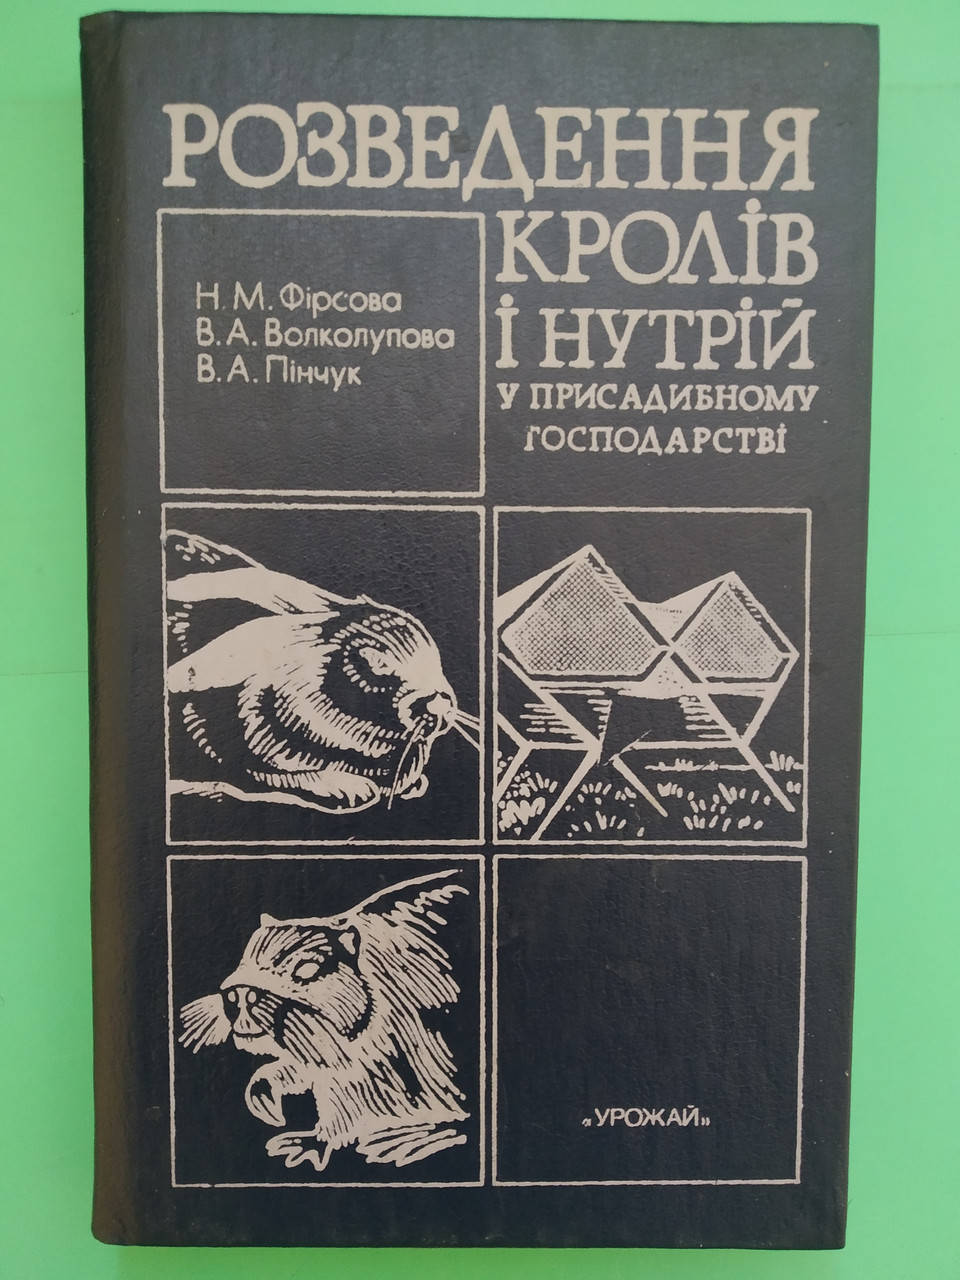 РОЗВЕДЕННЯ
КРОЛІВ
І НУТРІЙ
У ПРИСАДИБНОМУ
ГОСПОДАРСТВІ
Н. М. Фірсова
В. А. Волколупова
В. А. Пінчук
«УРОЖАЙ»